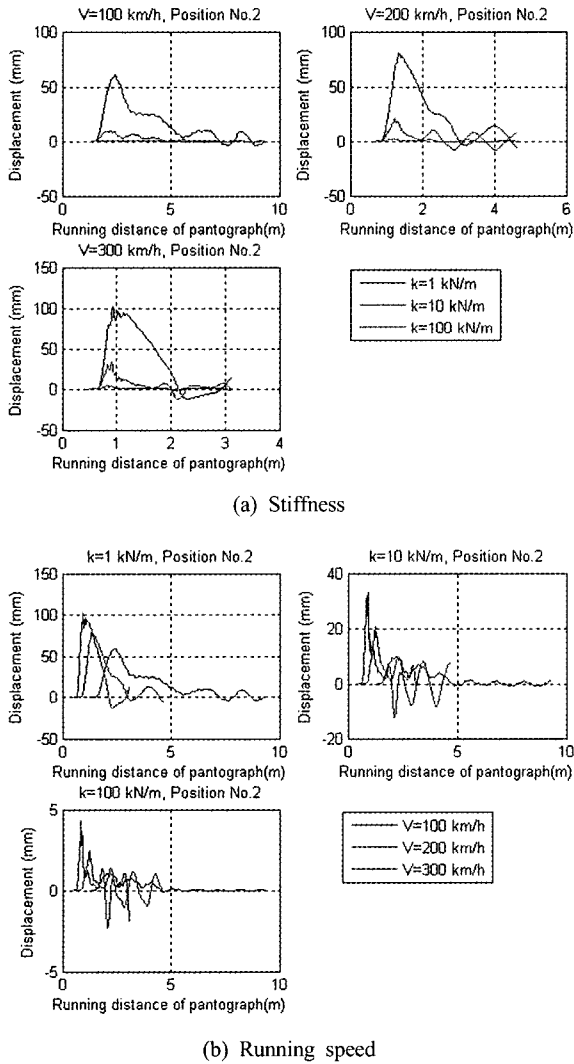 V=100 km/h, Position No.2
100
50
0
-50
Displacement (mm)
0 5 10
Running distance of pantograph(m)
V=200 km/h, Position No.2
100
50
0
-50
Displacement (mm)
0 2 4 6
Running distance of pantograph(m)
V=300 km/h, Position No.2
150
100
50
0
-50
Displacement (mm)
0 1 2 3 4
Running distance of pantograph(m)
k=1 kN/m
k=10 kN/m
k=100 kN/m
(a) Stiffness
k=1 kN/m, Position No.2
150
100
50
0
-50
Displacement (mm)
0 5 10
Running distance of pantograph(m)
k=10 kN/m, Position No.2
40
20
0
-20
Displacement (mm)
0 5 10
Running distance of pantograph(m)
k=100 kN/m, Position No.2
5
0
-5
Displacement (mm)
0 5 10
Running distance of pantograph(m)
V=100 km/h
V=200 km/h
V=300 km/h
(b) Running speed